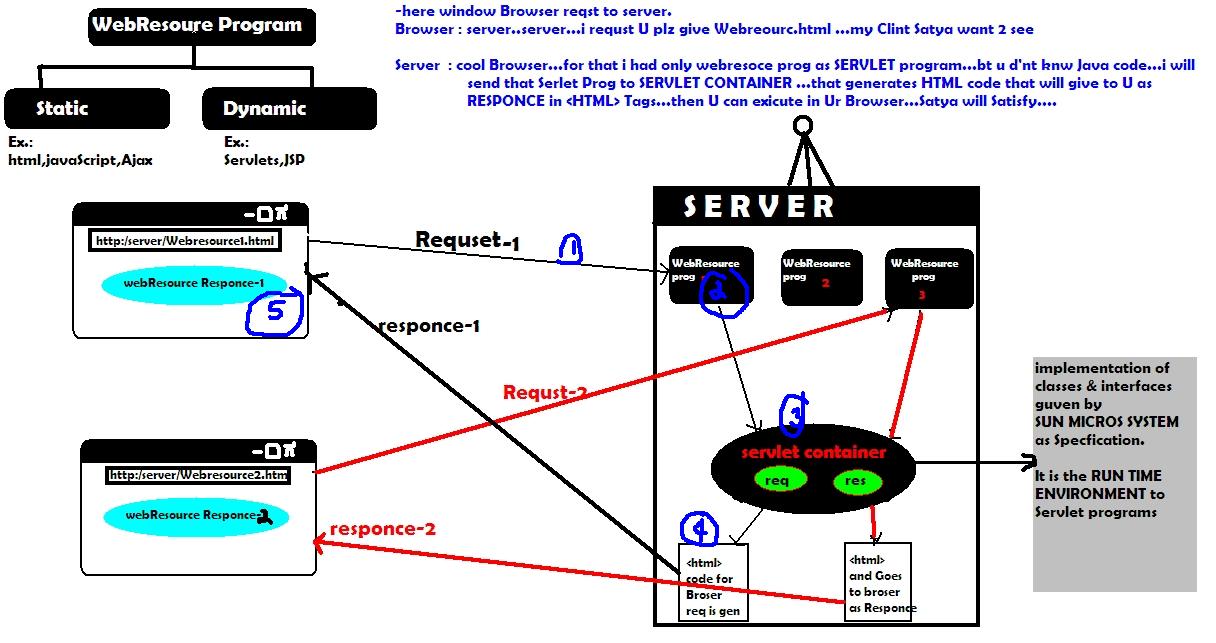 WebResoure Program
Static
Dynamic
Ex.:
html,javaScript,Ajax
Ex.:
Servlets,JSP
-here window Browser reqst to server.
Browser : server..server...i requst U plz give Webreourc.html ...my Clint Satya want 2 see
Server : cool Browser...for that i had only webresoce prog as SERVLET program...bt u d'nt knw Java code...i will
send that Serlet Prog to SERVLET CONTAINER ...that generates HTML code that will give to U as
RESPONCE in <HTML> Tags...then U can exicute in Ur Browser...Satya will Satisfy....
SERVER
http:/server/Webresource1.html
webResource Responce-1
5
Requset-1
1
responce-1
WebResource
prog
2
WebResource
prog
2
WebResource
prog
3
Requst-2
3
servlet container
req
res
http:/server/Webresource2.htm
webResource Responce-2
responce-2
4
<html>
code for
Broser
req is gen
<html>
and Goes
to broser
as Responce
implementation of
classes & interfaces
guven by
SUN MICROS SYSTEM
as Specfication.
It is the RUN TIME
ENVIRONMENT to
Servlet programs